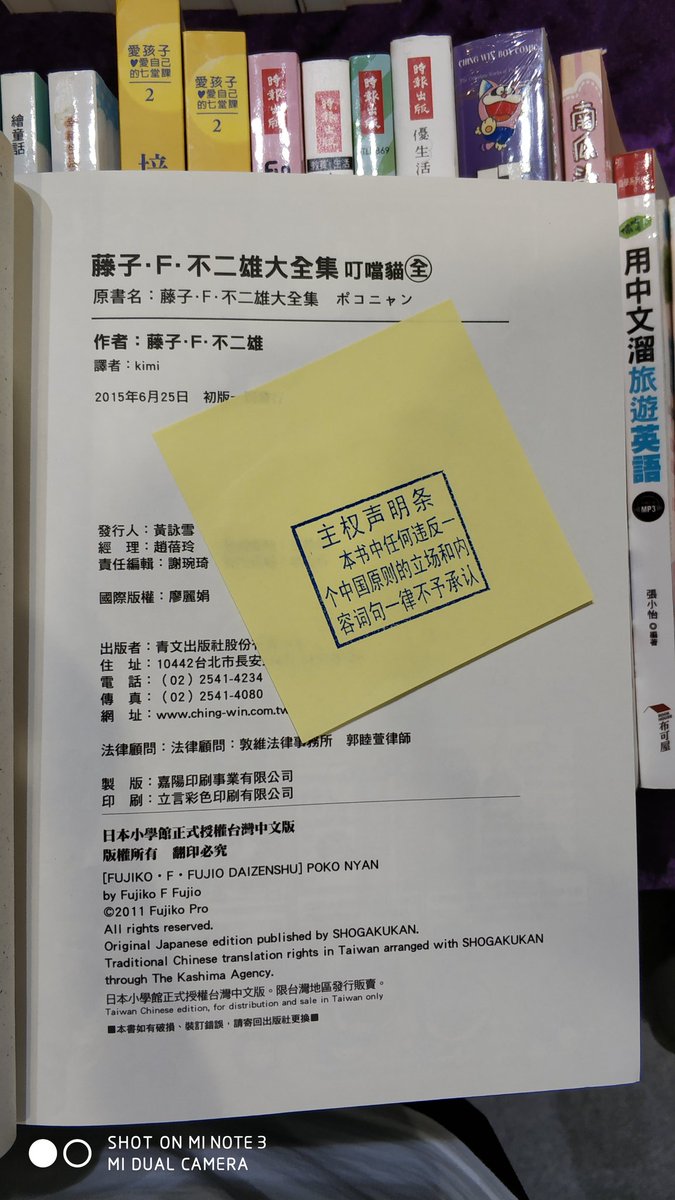 繪童話
愛孩子
♥愛自己
的七堂課
2
愛孩子
♥愛自己
的七堂課
2
時報出版
時報出版
教養·生活
時報出版
時報出版
優生活
CHING WIN BOY COMIC
藤子·F·不二雄大全集 叮噹貓全
原書名：藤子·F·不二雄大全集　ポコニャン
作者：藤子·F·不二雄
譯者：kimi
2015年6月25日　初版一
發行人：黃詠雪
經　理：趙蓓玲
責任編輯：謝琬琦
國際版權：廖麗娟
出版者：青文出版社股份
住　址：10442台北市長安
電　話：（02）2541-4234
傳　真：（02）2541-4080
網　址：www.ching-win.com.tw
法律顧問：法律顧問：敦維法律事務所　郭睦萱律師
製　版：嘉陽印刷事業有限公司
印　刷：立言彩色印刷有限公司
日本小學館正式授權台灣中文版
版權所有　翻印必究
[FUJIKO・F・FUJIO DAIZENSHU] POKO NYAN
by Fujiko F Fujio
©2011 Fujiko Pro
All rights reserved.
Original Japanese edition published by SHOGAKUKAN.
Traditional Chinese translation rights in Taiwan arranged with SHOGAKUKAN
through The Kashima Agency.
日本小學館正式授權台灣中文版。限台灣地區發行販賣。
Taiwan Chinese edition, for distribution and sale in Taiwan only
■本書如有破損、裝訂錯誤，請寄回出版社更換■
主权声明条
本书中任何违反一
个中国原则的立场和内
容词句一律不予承认
用中文溜旅遊英語
MP3
張小怡◎編著
布可屋
SHOT ON MI NOTE 3
MI DUAL CAMERA